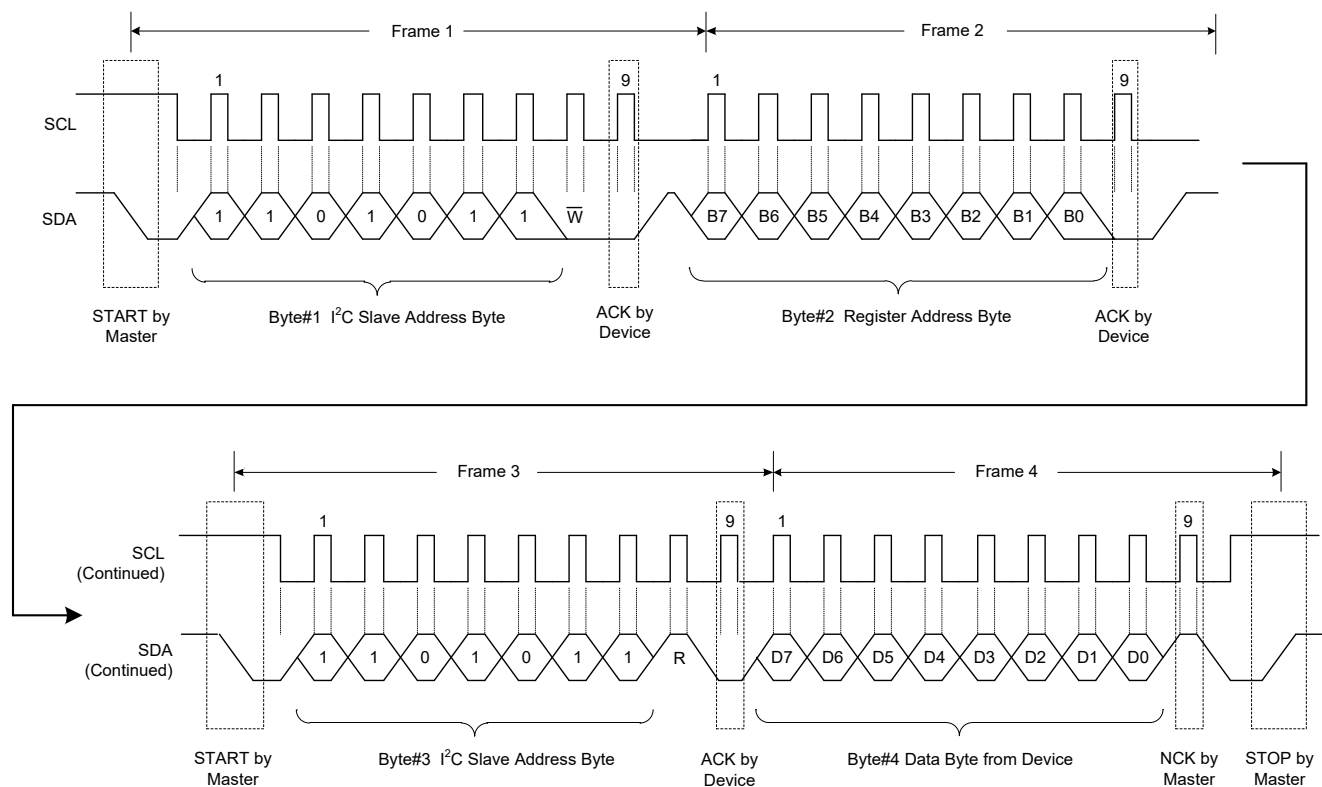 Frame 1 Frame 2
1 9 1 9
SCL
SDA 1 1 0 1 0 1 1 W̅ B7 B6 B5 B4 B3 B2 B1 B0
START by
Master
Byte#1 I²C Slave Address Byte
ACK by
Device
Byte#2 Register Address Byte
ACK by
Device
Frame 3 Frame 4
1 9 1 9
SCL
(Continued)
SDA
(Continued)
1 1 0 1 0 1 1 R D7 D6 D5 D4 D3 D2 D1 D0
START by
Master
Byte#3 I²C Slave Address Byte
ACK by
Device
Byte#4 Data Byte from Device
NCK by
Master
STOP by
Master